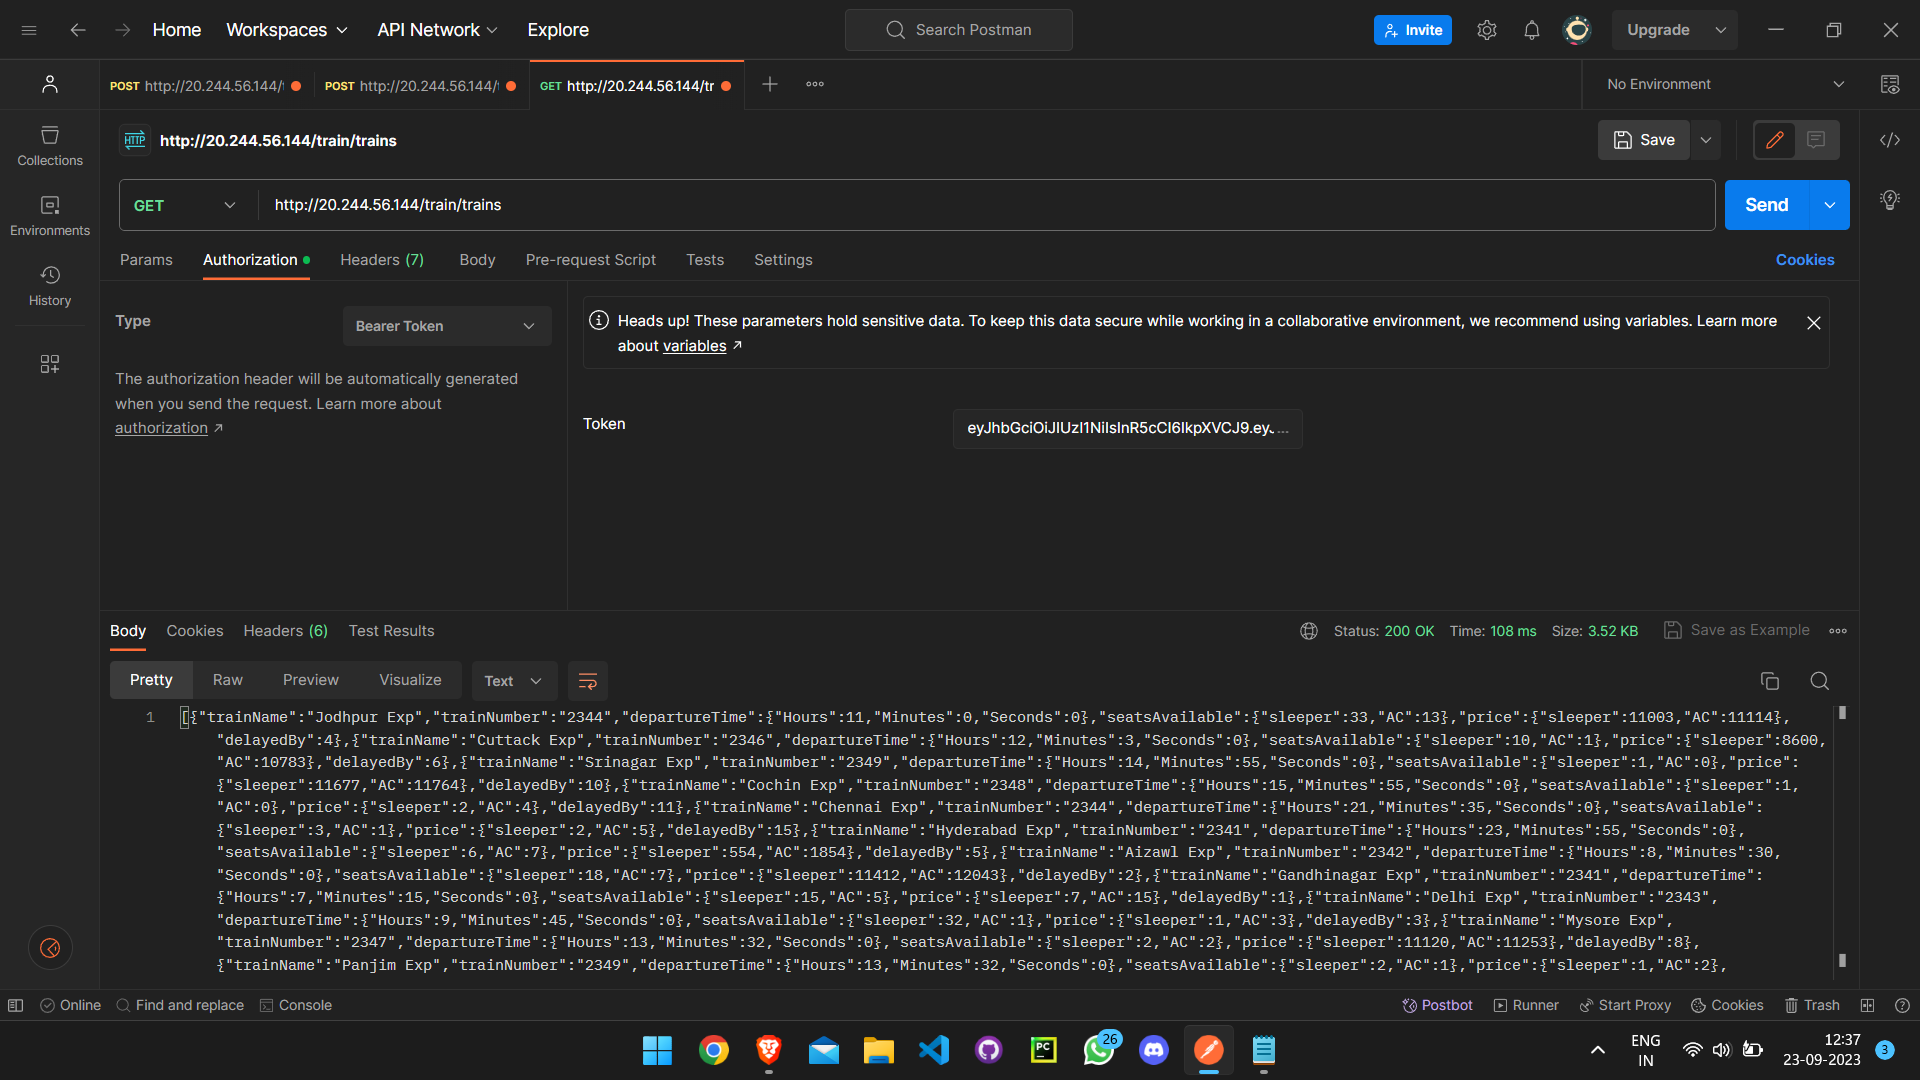 Home Workspaces API Network Explore Search Postman Invite Upgrade
POST http://20.244.56.144/ POST http://20.244.56.144/ GET http://20.244.56.144/tr No Environment
HTTP http://20.244.56.144/train/trains Save
Collections
Environments
History
GET http://20.244.56.144/train/trains Send
Params Authorization Headers (7) Body Pre-request Script Tests Settings Cookies
Type Bearer Token
The authorization header will be automatically generated
when you send the request. Learn more about
authorization
Heads up! These parameters hold sensitive data. To keep this data secure while working in a collaborative environment, we recommend using variables. Learn more
about variables
Token eyJhbGciOiJIUzI1NiIsInR5cCI6IkpXVCJ9.eyJ...
Body Cookies Headers (6) Test Results Status: 200 OK Time: 108 ms Size: 3.52 KB Save as Example
Pretty Raw Preview Visualize Text
1 [{"trainName":"Jodhpur Exp","trainNumber":"2344","departureTime":{"Hours":11,"Minutes":0,"Seconds":0},"seatsAvailable":{"sleeper":33,"AC":13},"price":{"sleeper":11003,"AC":11114},
"delayedBy":4},{"trainName":"Cuttack Exp","trainNumber":"2346","departureTime":{"Hours":12,"Minutes":3,"Seconds":0},"seatsAvailable":{"sleeper":10,"AC":1},"price":{"sleeper":8600,
"AC":10783},"delayedBy":6},{"trainName":"Srinagar Exp","trainNumber":"2349","departureTime":{"Hours":14,"Minutes":55,"Seconds":0},"seatsAvailable":{"sleeper":1,"AC":0},"price":
{"sleeper":11677,"AC":11764},"delayedBy":10},{"trainName":"Cochin Exp","trainNumber":"2348","departureTime":{"Hours":15,"Minutes":55,"Seconds":0},"seatsAvailable":{"sleeper":1,
"AC":0},"price":{"sleeper":2,"AC":4},"delayedBy":11},{"trainName":"Chennai Exp","trainNumber":"2344","departureTime":{"Hours":21,"Minutes":35,"Seconds":0},"seatsAvailable":
{"sleeper":3,"AC":1},"price":{"sleeper":2,"AC":5},"delayedBy":15},{"trainName":"Hyderabad Exp","trainNumber":"2341","departureTime":{"Hours":23,"Minutes":55,"Seconds":0},
"seatsAvailable":{"sleeper":6,"AC":7},"price":{"sleeper":554,"AC":1854},"delayedBy":5},{"trainName":"Aizawl Exp","trainNumber":"2342","departureTime":{"Hours":8,"Minutes":30,
"Seconds":0},"seatsAvailable":{"sleeper":18,"AC":7},"price":{"sleeper":11412,"AC":12043},"delayedBy":2},{"trainName":"Gandhinagar Exp","trainNumber":"2341","departureTime":
{"Hours":7,"Minutes":15,"Seconds":0},"seatsAvailable":{"sleeper":15,"AC":5},"price":{"sleeper":7,"AC":15},"delayedBy":1},{"trainName":"Delhi Exp","trainNumber":"2343",
"departureTime":{"Hours":9,"Minutes":45,"Seconds":0},"seatsAvailable":{"sleeper":32,"AC":1},"price":{"sleeper":1,"AC":3},"delayedBy":3},{"trainName":"Mysore Exp",
"trainNumber":"2347","departureTime":{"Hours":13,"Minutes":32,"Seconds":0},"seatsAvailable":{"sleeper":2,"AC":2},"price":{"sleeper":11120,"AC":11253},"delayedBy":8},
{"trainName":"Panjim Exp","trainNumber":"2349","departureTime":{"Hours":13,"Minutes":32,"Seconds":0},"seatsAvailable":{"sleeper":2,"AC":1},"price":{"sleeper":1,"AC":2},
Online Find and replace Console Postbot Runner Start Proxy Cookies Trash
PC 26 ENG
IN
12:37
23-09-2023 3